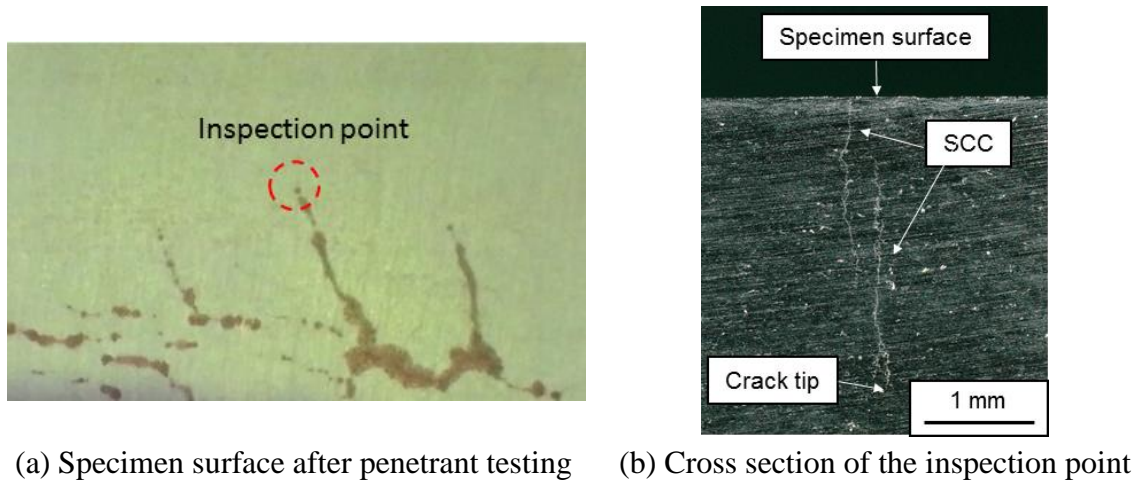 Inspection point
Specimen surface
SCC
Crack tip
1 mm
(a) Specimen surface after penetrant testing
(b) Cross section of the inspection point